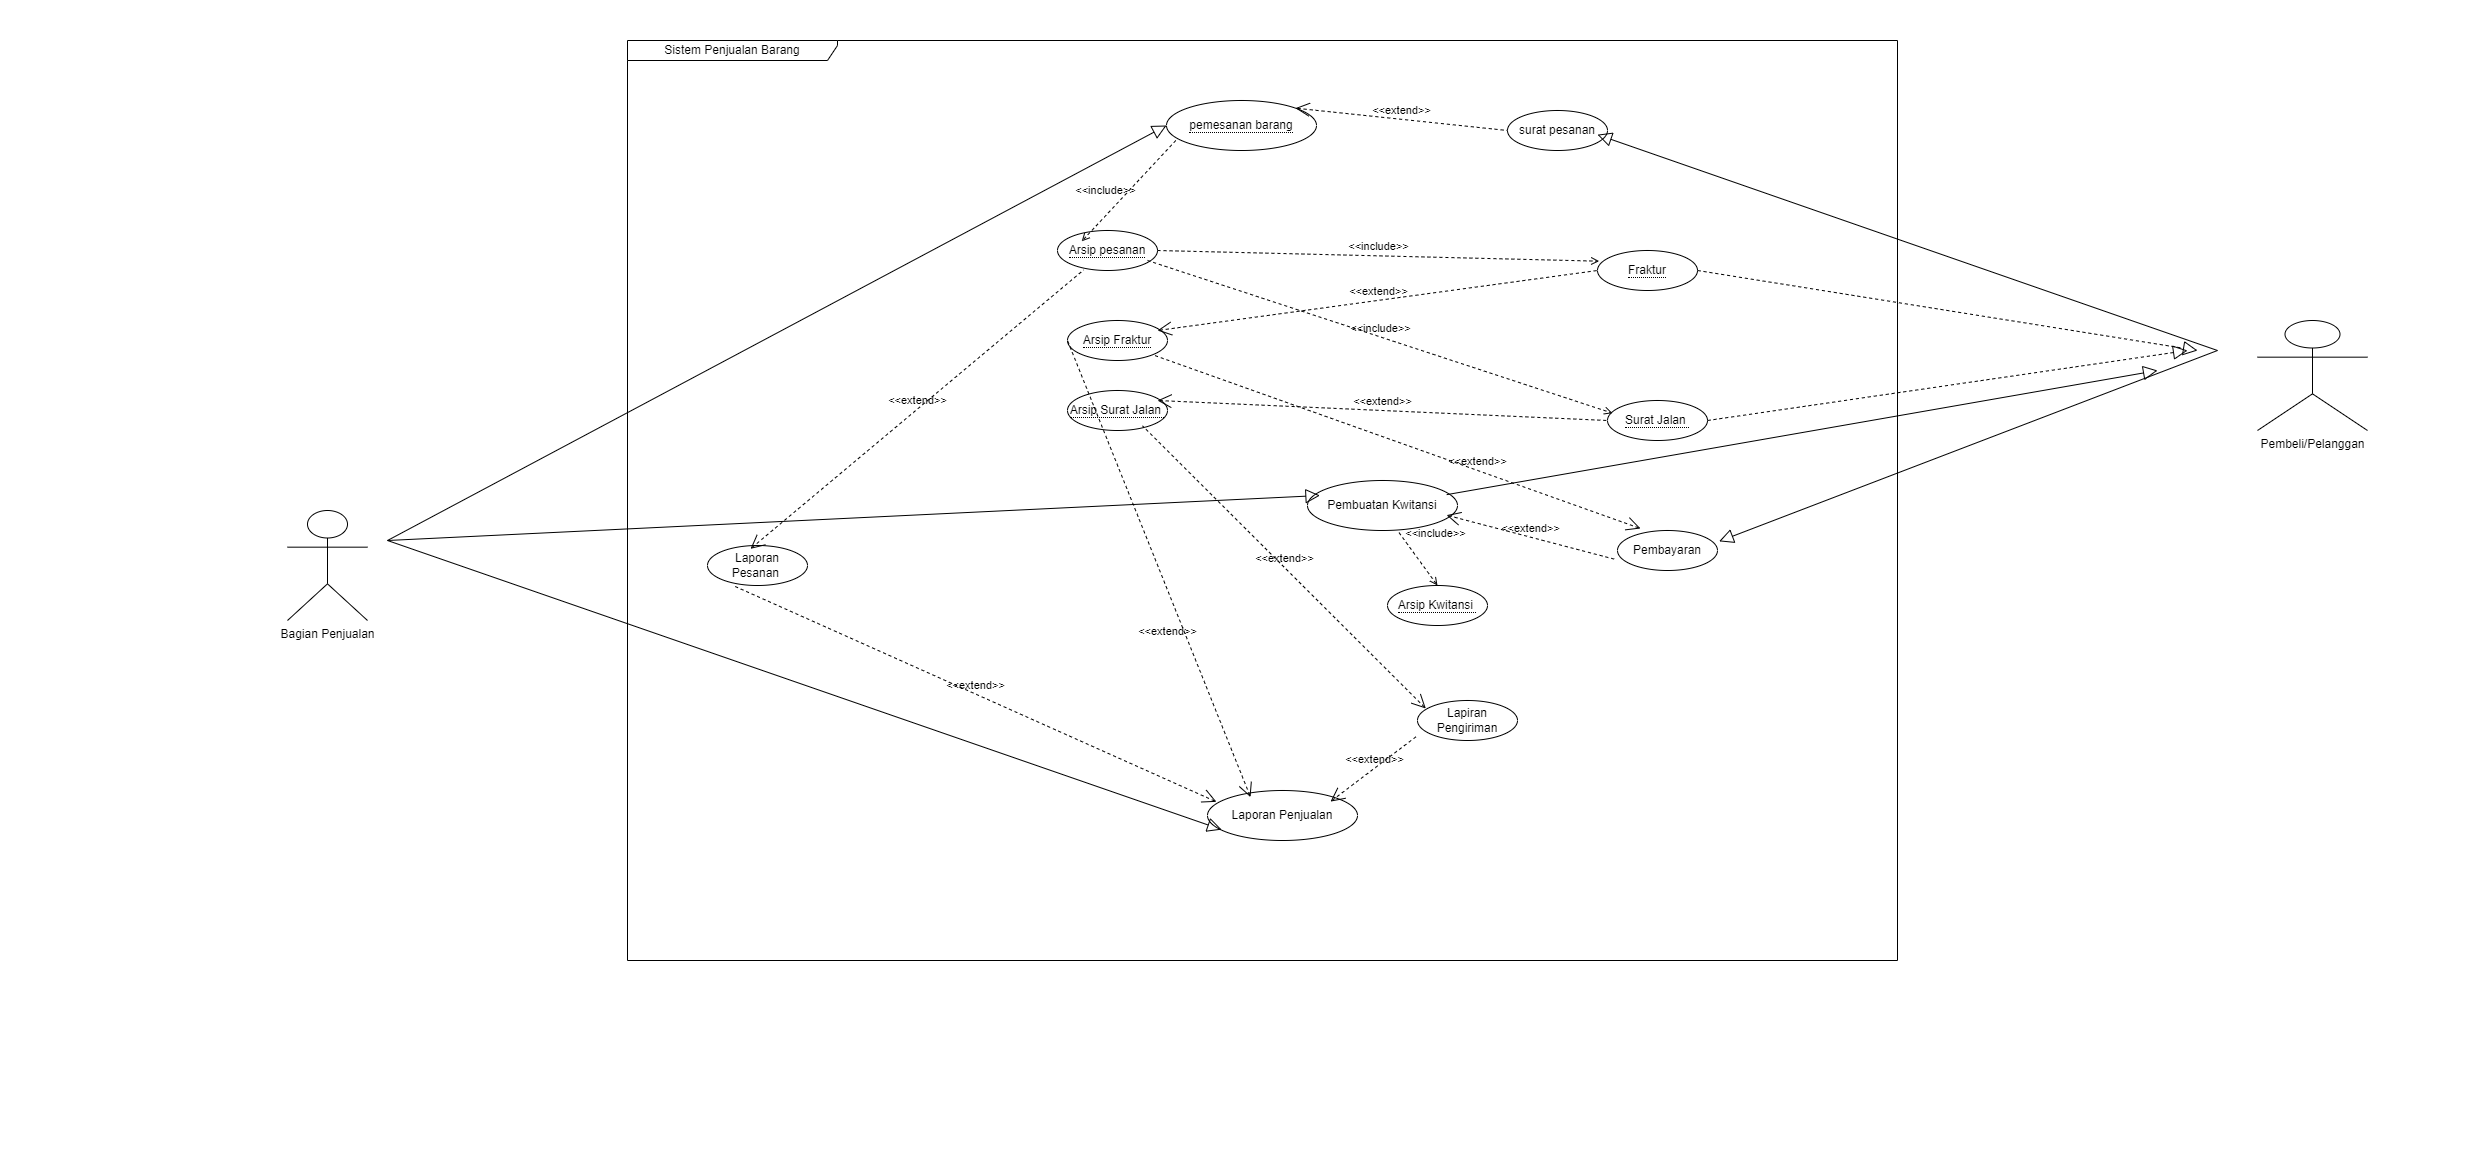 Sistem Penjualan Barang
<<extend>>
pemesanan barang
surat pesanan
<<include>>
Arsip pesanan
<<include>>
Fraktur
<<extend>>
<<include>>
Arsip Fraktur
<<extend>>
<<extend>>
Arsip Surat Jalan
Surat Jalan
Pembeli/Pelanggan
<<extend>>
Pembuatan Kwitansi
<<extend>>
<<include>>
Pembayaran
Laporan
Pesanan
<<extend>>
Arsip Kwitansi
Bagian Penjualan
<<extend>>
<<extend>>
Lapiran
Pengiriman
<<extend>>
Laporan Penjualan